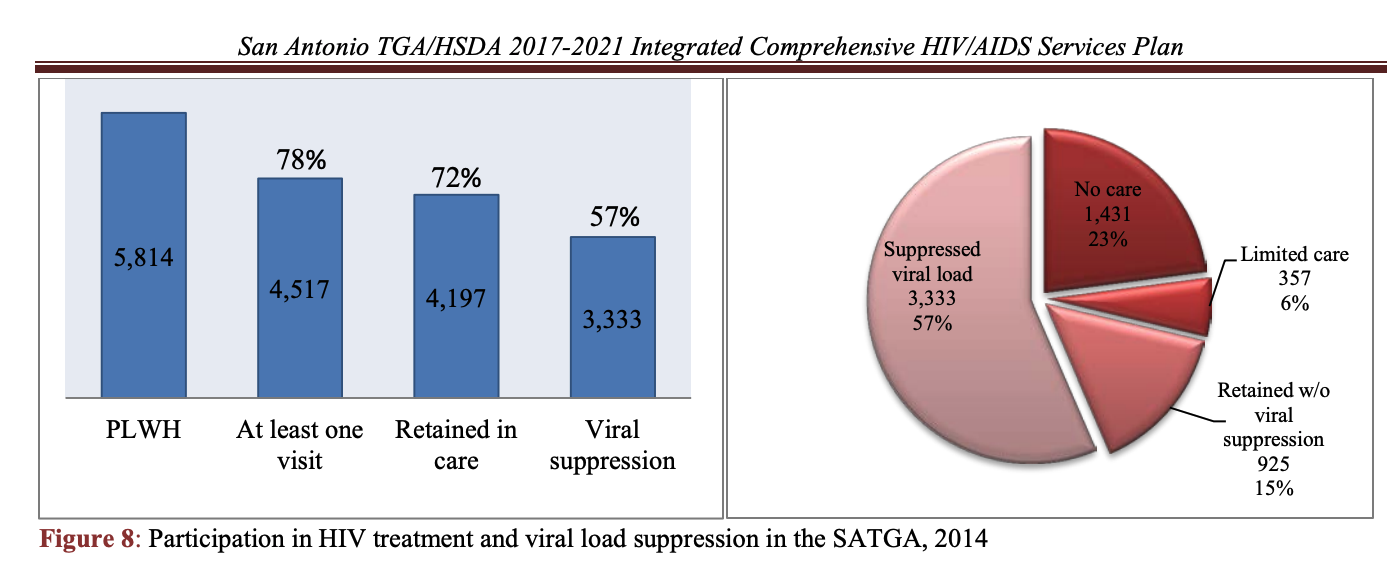 San Antonio TGA/HSDA 2017-2021 Integrated Comprehensive HIV/AIDS Services Plan
5,814
78%
4,517
72%
4,197
57%
3,333
PLWH
At least one
visit
Retained in
care
Viral
suppression
No care
1,431
23%
Limited care
357
6%
Retained w/o
viral
suppression
925
15%
Suppressed
viral load
3,333
57%
Figure 8: Participation in HIV treatment and viral load suppression in the SATGA, 2014